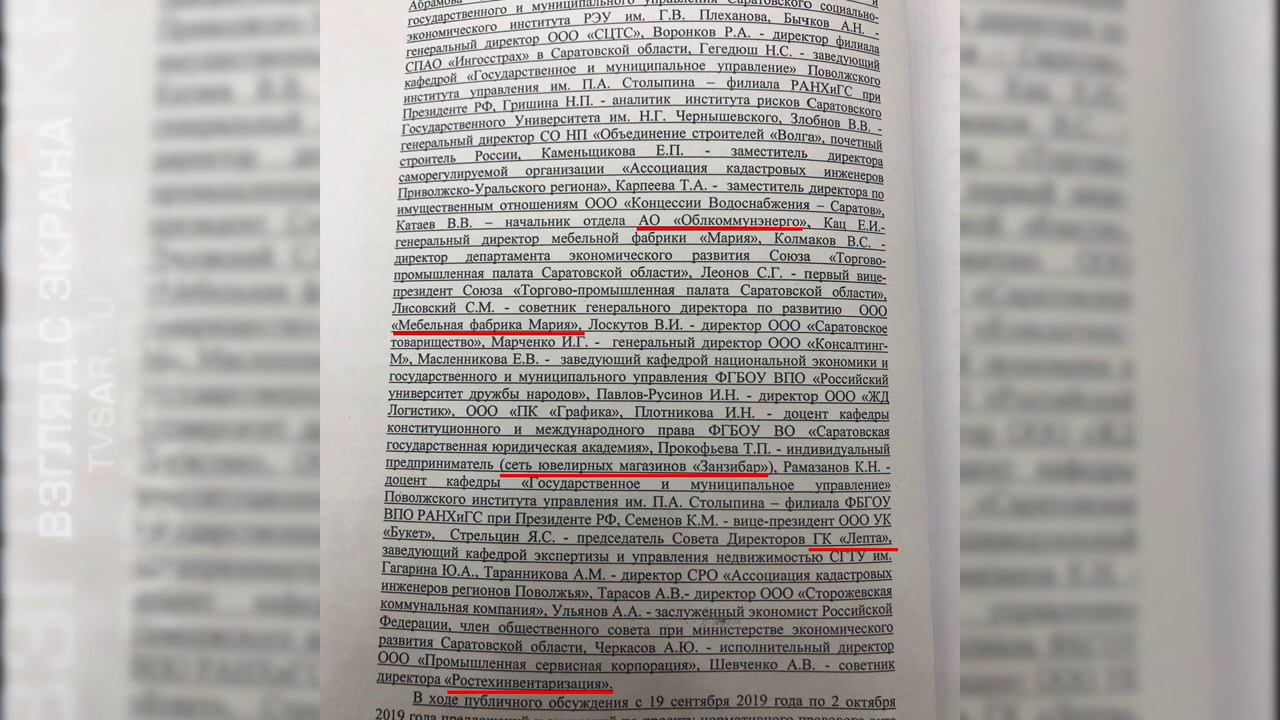 Абрамова и
государственного и муниципального управления Саратовского социально-
экономического института РЭУ им. Г.В. Плеханова, Бычков А.Н. -
генеральный директор ООО «СЦТС», Воронков Р.А. - директор филиала
СПАО «Ингосстрах» в Саратовской области, Гегедюш Н.С. - заведующий
кафедрой «Государственное и муниципальное управление» Поволжского
института управления им. П.А. Столыпина – филиала РАНХиГС при
Президенте РФ, Гришина Н.П. - аналитик института рисков Саратовского
Государственного Университета им. Н.Г. Чернышевского, Злобнов В.В. -
генеральный директор СО НП «Объединение строителей «Волга», почетный
строитель России, Каменьщикова Е.П. - заместитель директора
саморегулируемой организации «Ассоциация кадастровых инженеров
Приволжско-Уральского региона», Карпеева Т.А. - заместитель директора по
имущественным отношениям ООО «Концессии Водоснабжения – Саратов»,
Катаев В.В. – начальник отдела АО «Облкоммунэнерго», Кац Е.И.-
генеральный директор мебельной фабрики «Мария», Колмаков В.С. -
директор департамента экономического развития Союза «Торгово-
промышленная палата Саратовской области», Леонов С.Г. - первый вице-
президент Союза «Торгово-промышленная палата Саратовской области»,
Лисовский С.М. - советник генерального директора по развитию ООО
«Мебельная фабрика Мария», Лоскутов В.И. - директор ООО «Саратовское
товарищество», Марченко И.Г. - генеральный директор ООО «Консалтинг-
М», Масленникова Е.В. - заведующий кафедрой национальной экономики и
государственного и муниципального управления ФГБОУ ВПО «Российский
университет дружбы народов», Павлов-Русинов И.Н. - директор ООО «ЖД
Логистик», ООО «ПК «Графика», Плотникова И.Н. - доцент кафедры
конституционного и международного права ФГБОУ ВО «Саратовская
государственная юридическая академия», Прокофьева Т.П. - индивидуальный
предприниматель (сеть ювелирных магазинов «Занзибар»), Рамазанов К.Н. -
доцент кафедры «Государственное и муниципальное управление»
Поволжского института управления им. П.А. Столыпина – филиала ФБГОУ
ВПО РАНХиГС при Президенте РФ, Семенов К.М. - вице-президент ООО УК
«Букет», Стрельцин Я.С. - председатель Совета Директоров ГК «Лепта»,
заведующий кафедрой экспертизы и управления недвижимостью СГТУ им.
Гагарина Ю.А., Таранникова А.М. - директор СРО «Ассоциация кадастровых
инженеров регионов Поволжья», Тарасов А.В.- директор ООО «Сторожевская
коммунальная компания», Ульянов А.А. - заслуженный экономист Российской
Федерации, член общественного совета при министерстве экономического
развития Саратовской области, Черкасов А.Ю. - исполнительный директор
ООО «Промышленная сервисная корпорация», Шевченко А.В. - советник
директора «Ростехинвентаризация».
В ходе публичного обсуждения с 19 сентября 2019 года по 2 октября
2019 года предложений
ВЗГЛЯД С ЭКРАНА
TVSAR.RU